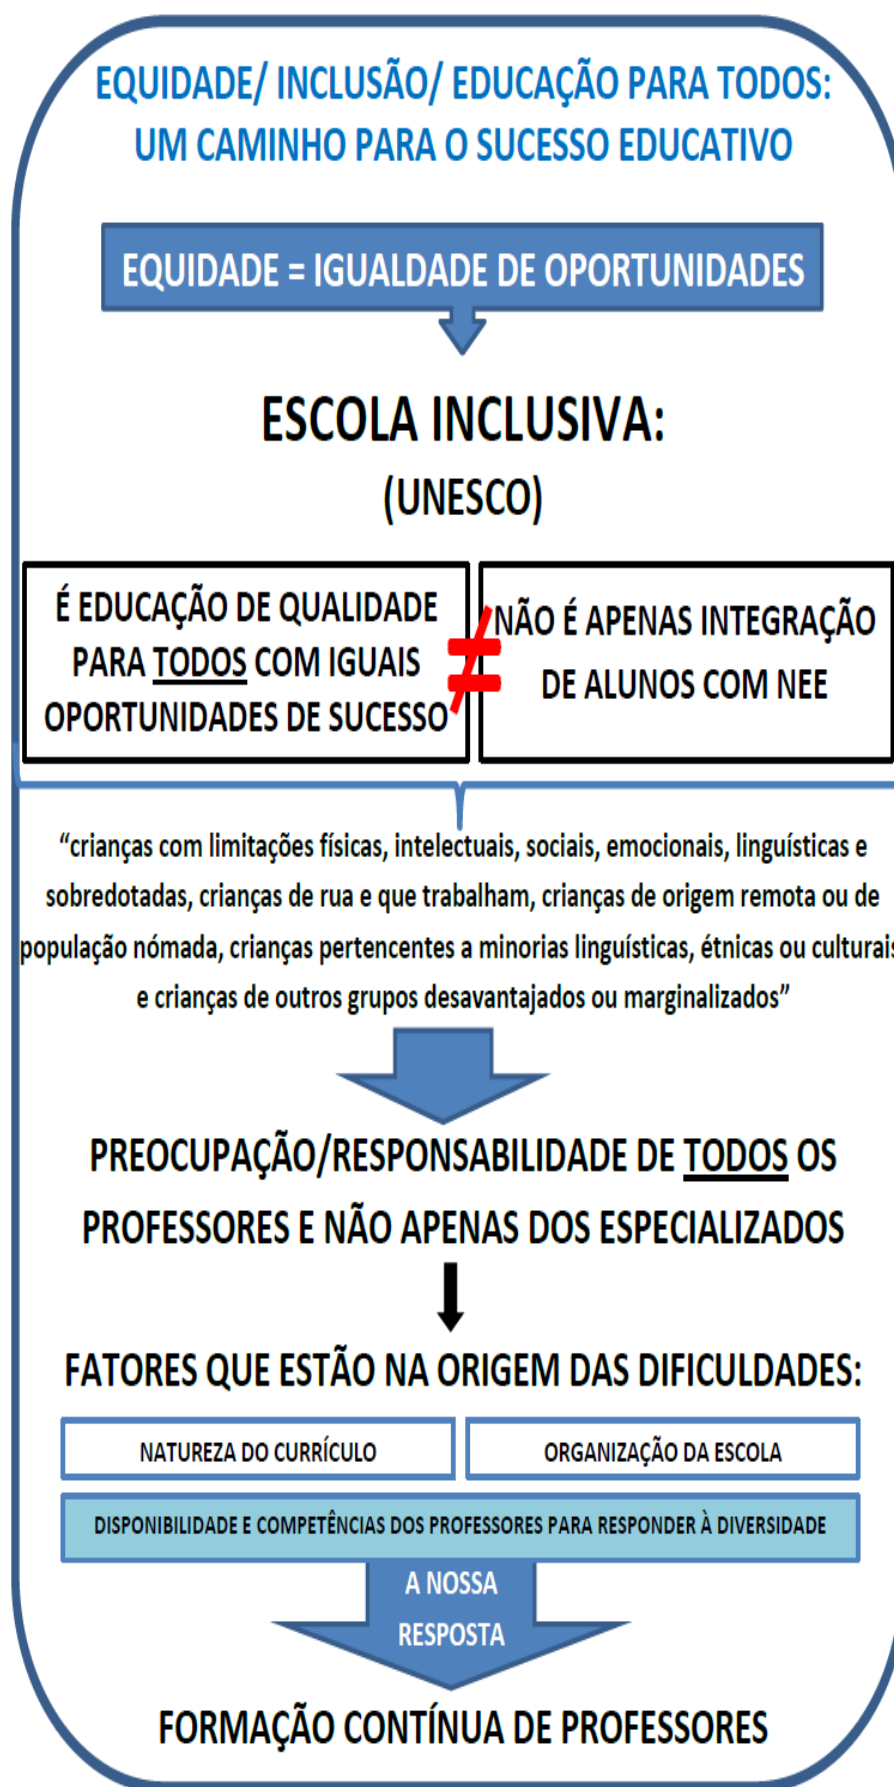 EQUIDADE/ INCLUSÃO/ EDUCAÇÃO PARA TODOS:
UM CAMINHO PARA O SUCESSO EDUCATIVO
EQUIDADE = IGUALDADE DE OPORTUNIDADES
ESCOLA INCLUSIVA:
(UNESCO)
É EDUCAÇÃO DE QUALIDADE
PARA TODOS COM IGUAIS
OPORTUNIDADES DE SUCESSO
≠
NÃO É APENAS INTEGRAÇÃO
DE ALUNOS COM NEE
“crianças com limitações físicas, intelectuais, sociais, emocionais, linguísticas e
sobredotadas, crianças de rua e que trabalham, crianças de origem remota ou de
população nómada, crianças pertencentes a minorias linguísticas, étnicas ou culturais
e crianças de outros grupos desavantajados ou marginalizados”
PREOCUPAÇÃO/RESPONSABILIDADE DE TODOS OS
PROFESSORES E NÃO APENAS DOS ESPECIALIZADOS
FATORES QUE ESTÃO NA ORIGEM DAS DIFICULDADES:
NATUREZA DO CURRÍCULO
ORGANIZAÇÃO DA ESCOLA
DISPONIBILIDADE E COMPETÊNCIAS DOS PROFESSORES PARA RESPONDER À DIVERSIDADE
A NOSSA
RESPOSTA
FORMAÇÃO CONTÍNUA DE PROFESSORES